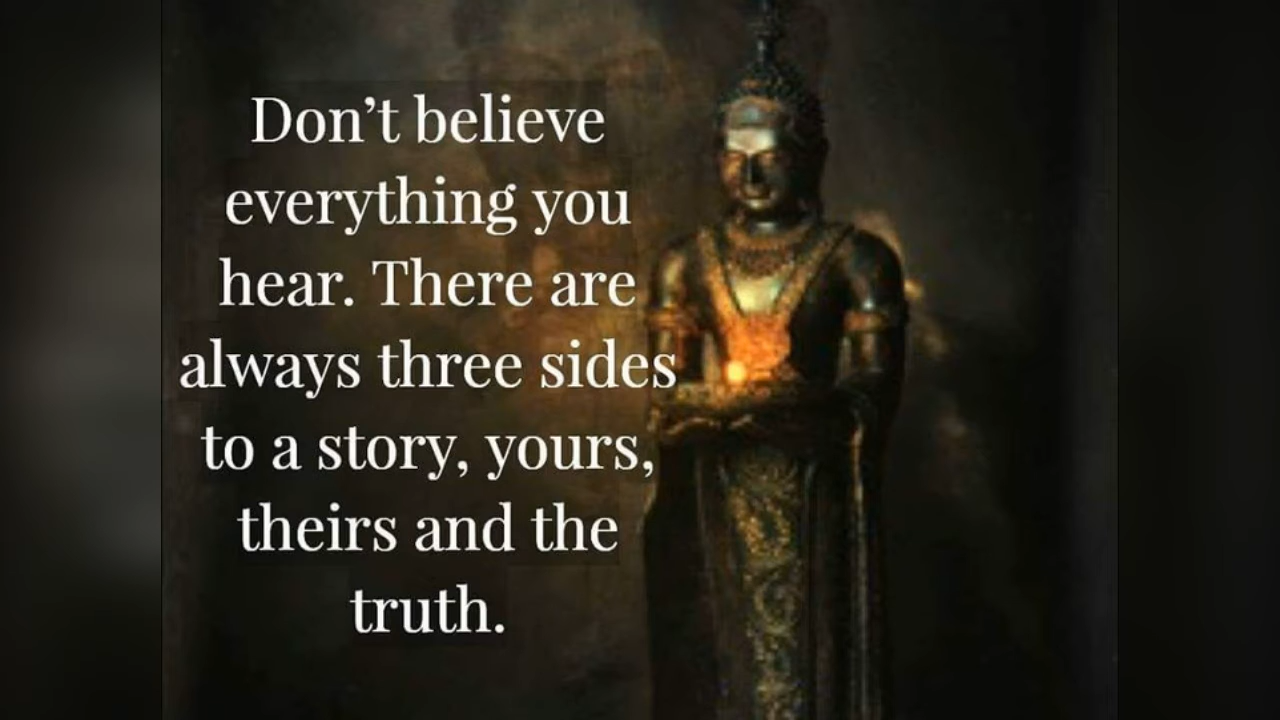 Don’t believe
everything you
hear. There are
always three sides
to a story, yours,
theirs and the
truth.